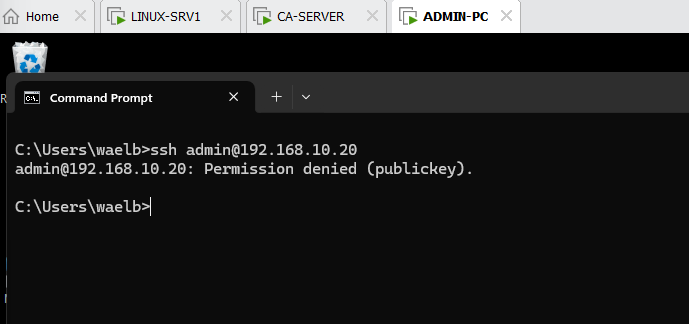 Home
LINUX-SRV1
CA-SERVER
ADMIN-PC
Command Prompt
C:\Users\waelb>ssh admin@192.168.10.20
admin@192.168.10.20: Permission denied (publickey).
C:\Users\waelb>